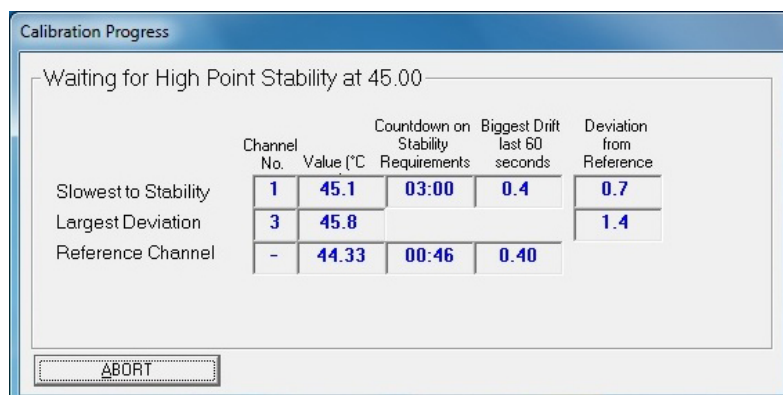 Calibration Progress
Waiting for High Point Stability at 45.00
Channel No. Value (°C Countdown on Stability Requirements Biggest Drift last 60 seconds Deviation from Reference
Slowest to Stability 1 45.1 03:00 0.4 0.7
Largest Deviation 3 45.8 1.4
Reference Channel - 44.33 00:46 0.40
ABORT